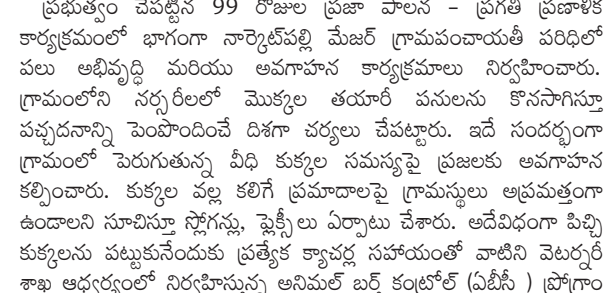 ప్రభుత్వం చేపట్టిన 99 రోజుల ప్రజా పాలన – ప్రగతి ప్రణాళిక
కార్యక్రమంలో భాగంగా నార్కెట్‌పల్లి మేజర్ గ్రామపంచాయతీ పరిధిలో
పలు అభివృద్ధి మరియు అవగాహన కార్యక్రమాలు నిర్వహించారు.
గ్రామంలోని నర్సరీలలో మొక్కల తయారీ పనులను కొనసాగిస్తూ
పచ్చదనాన్ని పెంపొందించే దిశగా చర్యలు చేపట్టారు. ఇదే సందర్భంగా
గ్రామంలో పెరుగుతున్న వీధి కుక్కల సమస్యపై ప్రజలకు అవగాహన
కల్పించారు. కుక్కల వల్ల కలిగే ప్రమాదాలపై గ్రామస్థులు అప్రమత్తంగా
ఉండాలని సూచిస్తూ స్లోగన్లు, ఫ్లెక్సీలు ఏర్పాటు చేశారు. అదేవిధంగా పిచ్చి
కుక్కలను పట్టుకునేందుకు ప్రత్యేక క్యాచర్ల సహాయంతో వాటిని వెటర్నరీ
శాఖ ఆధ్వర్యంలో నిర్వహిస్తున్న అనిమల్ బర్త్ కంట్రోల్ (ఏబీసీ ) ప్రోగ్రాం